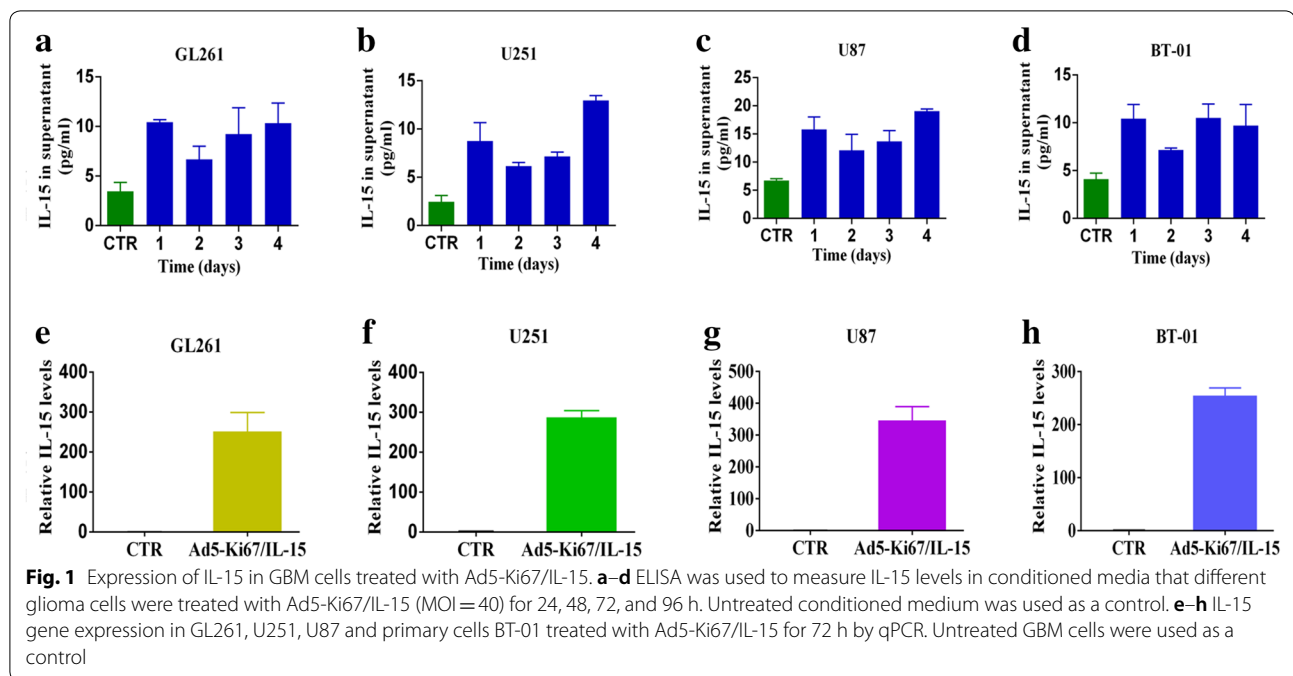 a
GL261
IL-15 in supernatant
(pg/ml)
15
10
5
0
CTR 1 2 3 4
Time (days)
b
U251
IL-15 in supernatant
(pg/ml)
15
10
5
0
CTR 1 2 3 4
Time (days)
c
U87
IL-15 in supernatant
(pg/ml)
25
20
15
10
5
0
CTR 1 2 3 4
Time (days)
d
BT-01
IL-15 in supernatant
(pg/ml)
15
10
5
0
CTR 1 2 3 4
Time (days)
e
GL261
Relative IL-15 levels
400
300
200
100
0
CTR Ad5-Ki67/IL-15
f
U251
Relative IL-15 levels
400
300
200
100
0
CTR Ad5-Ki67/IL-15
g
U87
Relative IL-15 levels
500
400
300
200
100
0
CTR Ad5-Ki67/IL-15
h
BT-01
Relative IL-15 levels
300
200
100
0
CTR Ad5-Ki67/IL-15
Fig. 1 Expression of IL-15 in GBM cells treated with Ad5-Ki67/IL-15. a–d ELISA was used to measure IL-15 levels in conditioned media that different
glioma cells were treated with Ad5-Ki67/IL-15 (MOI = 40) for 24, 48, 72, and 96 h. Untreated conditioned medium was used as a control. e–h IL-15
gene expression in GL261, U251, U87 and primary cells BT-01 treated with Ad5-Ki67/IL-15 for 72 h by qPCR. Untreated GBM cells were used as a
control